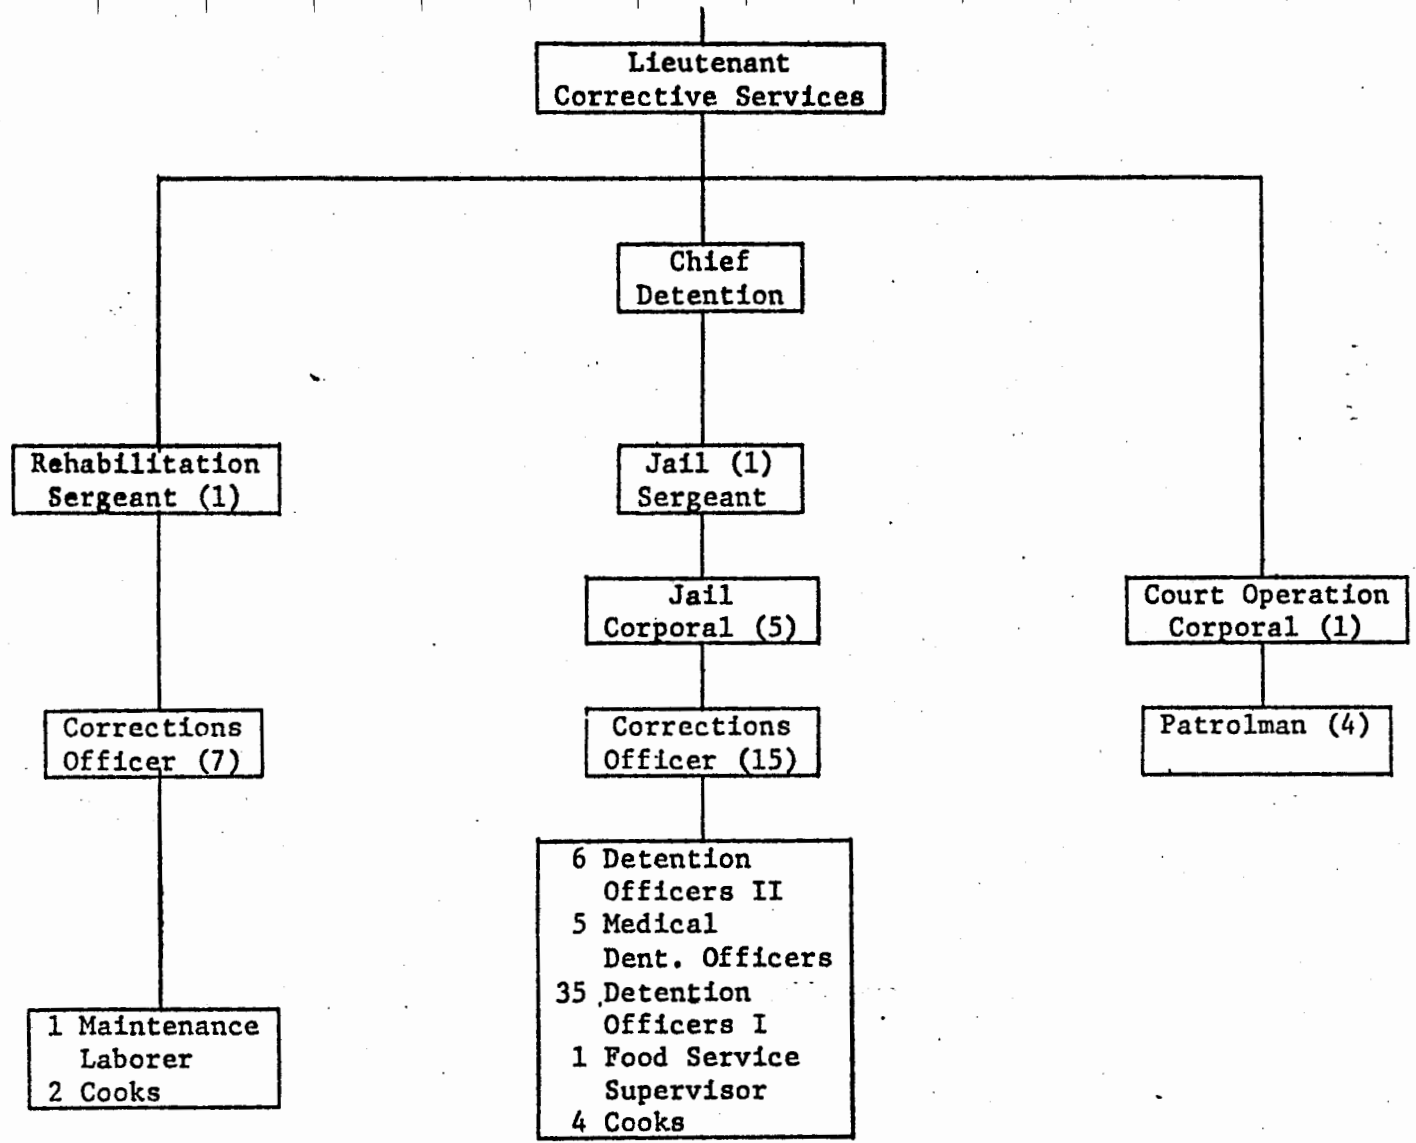 Lieutenant
Corrective Services
Chief
Detention
Rehabilitation
Sergeant (1)
Jail (1)
Sergeant
Jail
Corporal (5)
Court Operation
Corporal (1)
Corrections
Officer (7)
Corrections
Officer (15)
Patrolman (4)
6 Detention
Officers II
5 Medical
Dent. Officers
35 Detention
Officers I
1 Food Service
Supervisor
4 Cooks
1 Maintenance
Laborer
2 Cooks